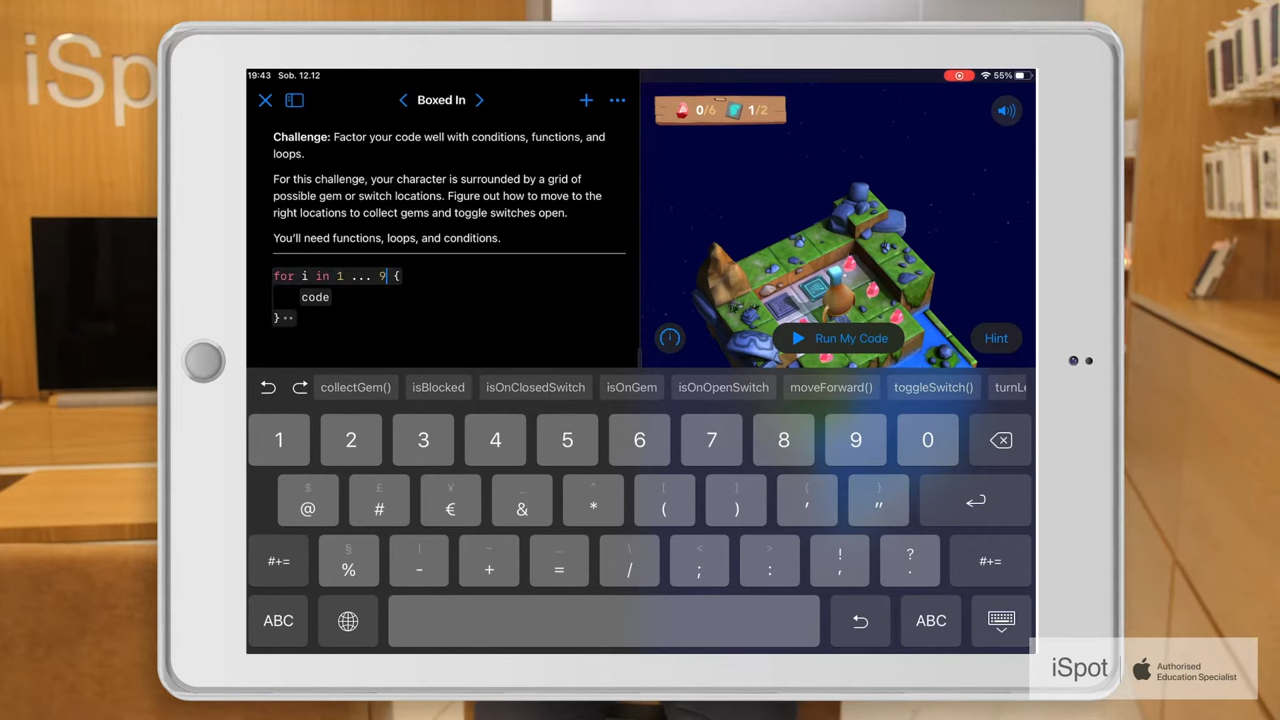 iSp
19:43 Sob. 12.12
55%
Boxed In
Challenge: Factor your code well with conditions, functions, and
loops.
For this challenge, your character is surrounded by a grid of
possible gem or switch locations. Figure out how to move to the
right locations to collect gems and toggle switches open.
You'll need functions, loops, and conditions.
for i in 1 ... 9 {
code
}
0/6 1/2
Run My Code
Hint
collectGem() isBlocked isOnClosedSwitch isOnGem isOnOpenSwitch moveForward() toggleSwitch() turnLe
1 2 3 4 5 6 7 8 9 0
$ £ ¥ _ ^ [ ] { }
@ # € & * ( ) ' "
§ | ~ … \ < > ! ?
#+= % - + = / ; : , . #+=
ABC ABC
iSpot
Authorised
Education Specialist